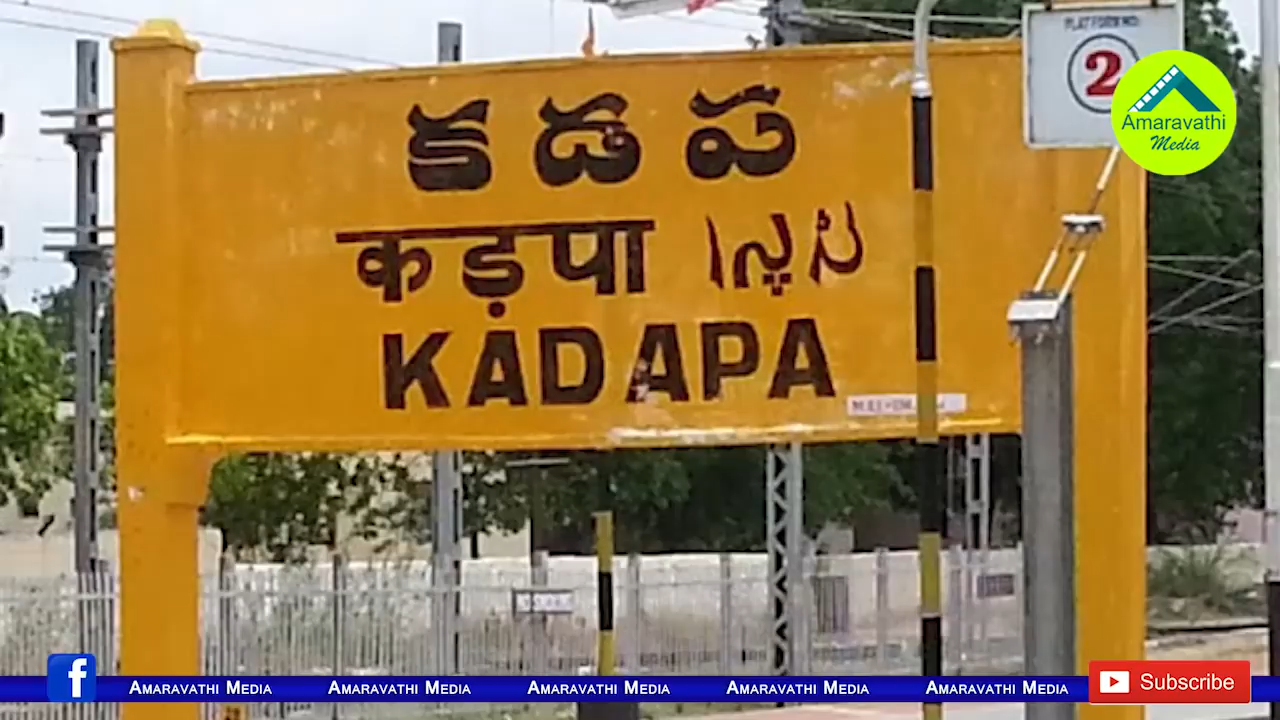 కడప
कड़पा کڑپہ
KADAPA
PLATFORM NO:
2
Amaravathi
Media
AMARAVATHI MEDIA AMARAVATHI MEDIA AMARAVATHI MEDIA AMARAVATHI MEDIA AMARAVATHI MEDIA
Subscribe